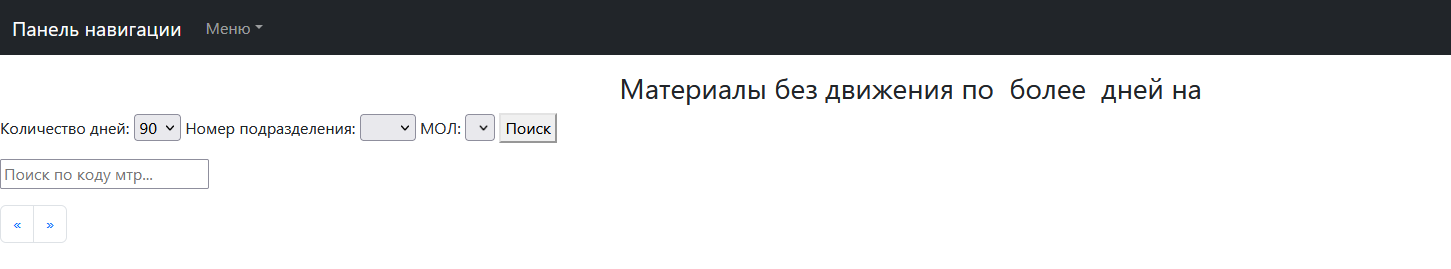 Панель навигации Меню
Материалы без движения по более дней на
Количество дней: 90 Номер подразделения: МОЛ: Поиск
Поиск по коду мтр...
« »